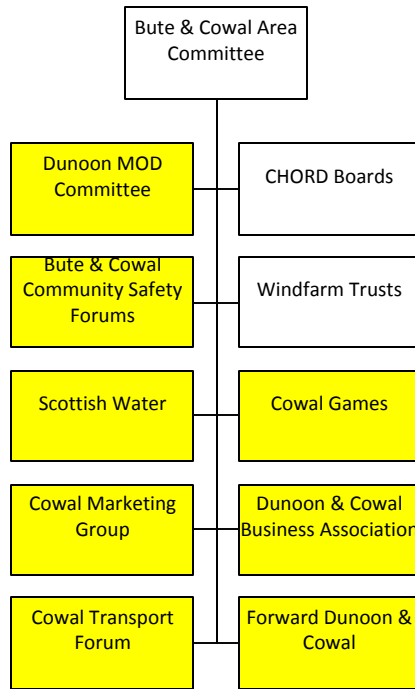 Bute & Cowal Area
Committee
Dunoon MOD
Committee
CHORD Boards
Bute & Cowal
Community Safety
Forums
Windfarm Trusts
Scottish Water
Cowal Games
Cowal Marketing
Group
Dunoon & Cowal
Business Association
Cowal Transport
Forum
Forward Dunoon &
Cowal